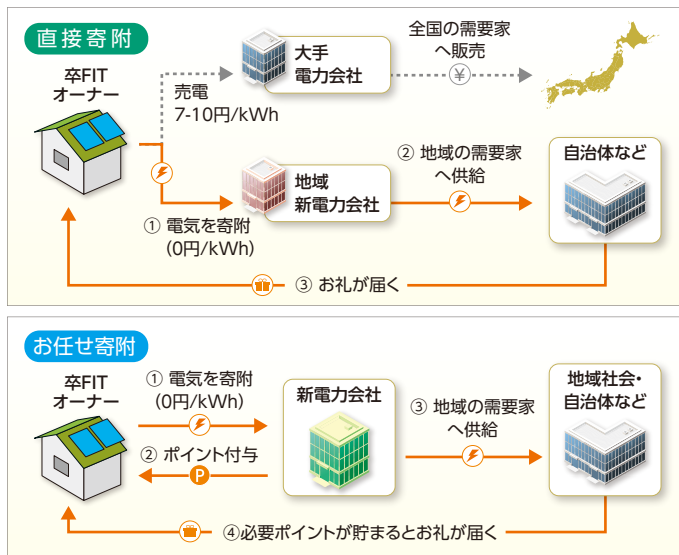 直接寄附
卒FIT
オーナー
売電
7-10円/kWh
大手
電力会社
全国の需要家
へ販売
¥
① 電気を寄附
(0円/kWh)
地域
新電力会社
② 地域の需要家
へ供給
自治体など
③ お礼が届く
お任せ寄附
卒FIT
オーナー
① 電気を寄附
(0円/kWh)
② ポイント付与
P
新電力会社
③ 地域の需要家
へ供給
地域社会・
自治体など
④必要ポイントが貯まるとお礼が届く